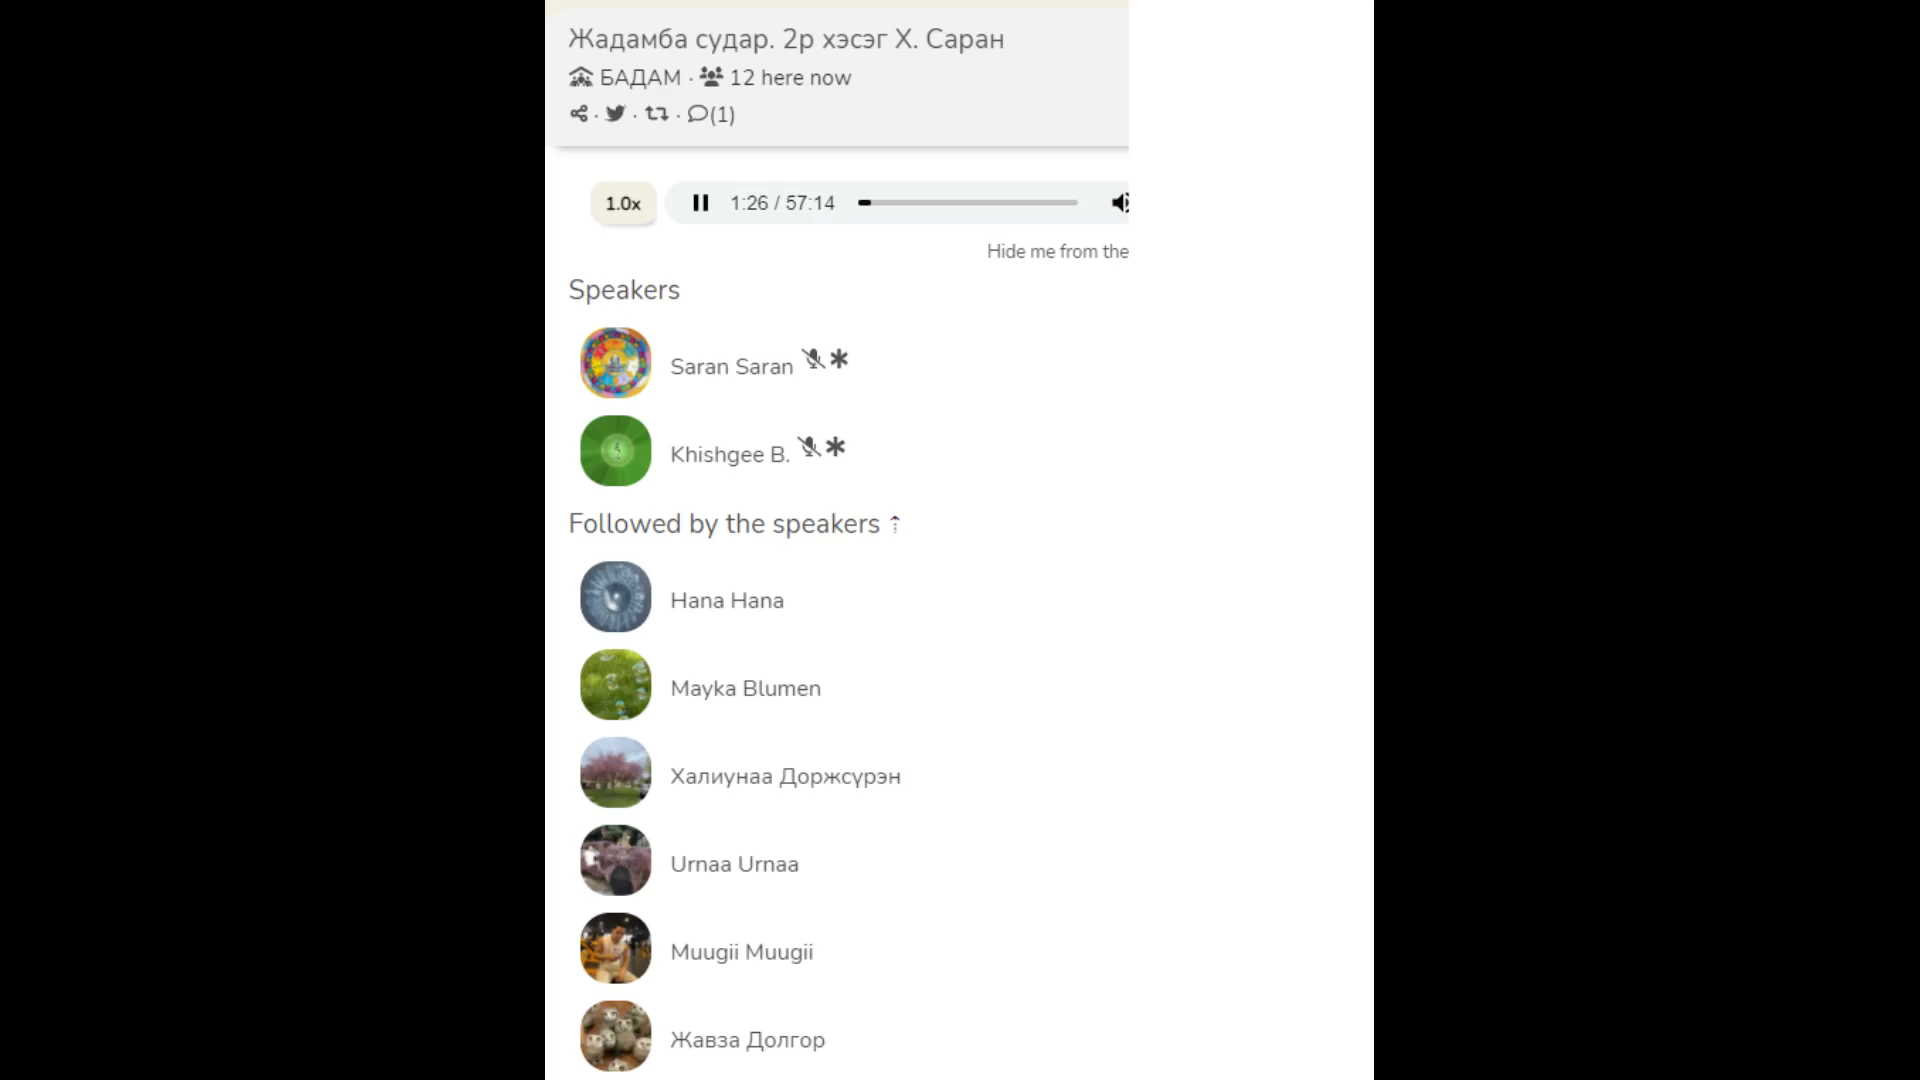 Жадамба судар. 2р хэсэг Х. Саран
БАДАМ · 12 here now
· · · (1)
1.0x 1:26 / 57:14
Hide me from the
Speakers
Saran Saran
Khishgee B.
Followed by the speakers
Hana Hana
Mayka Blumen
Халиунаа Доржсүрэн
Urnaa Urnaa
Muugii Muugii
Жавза Долгор